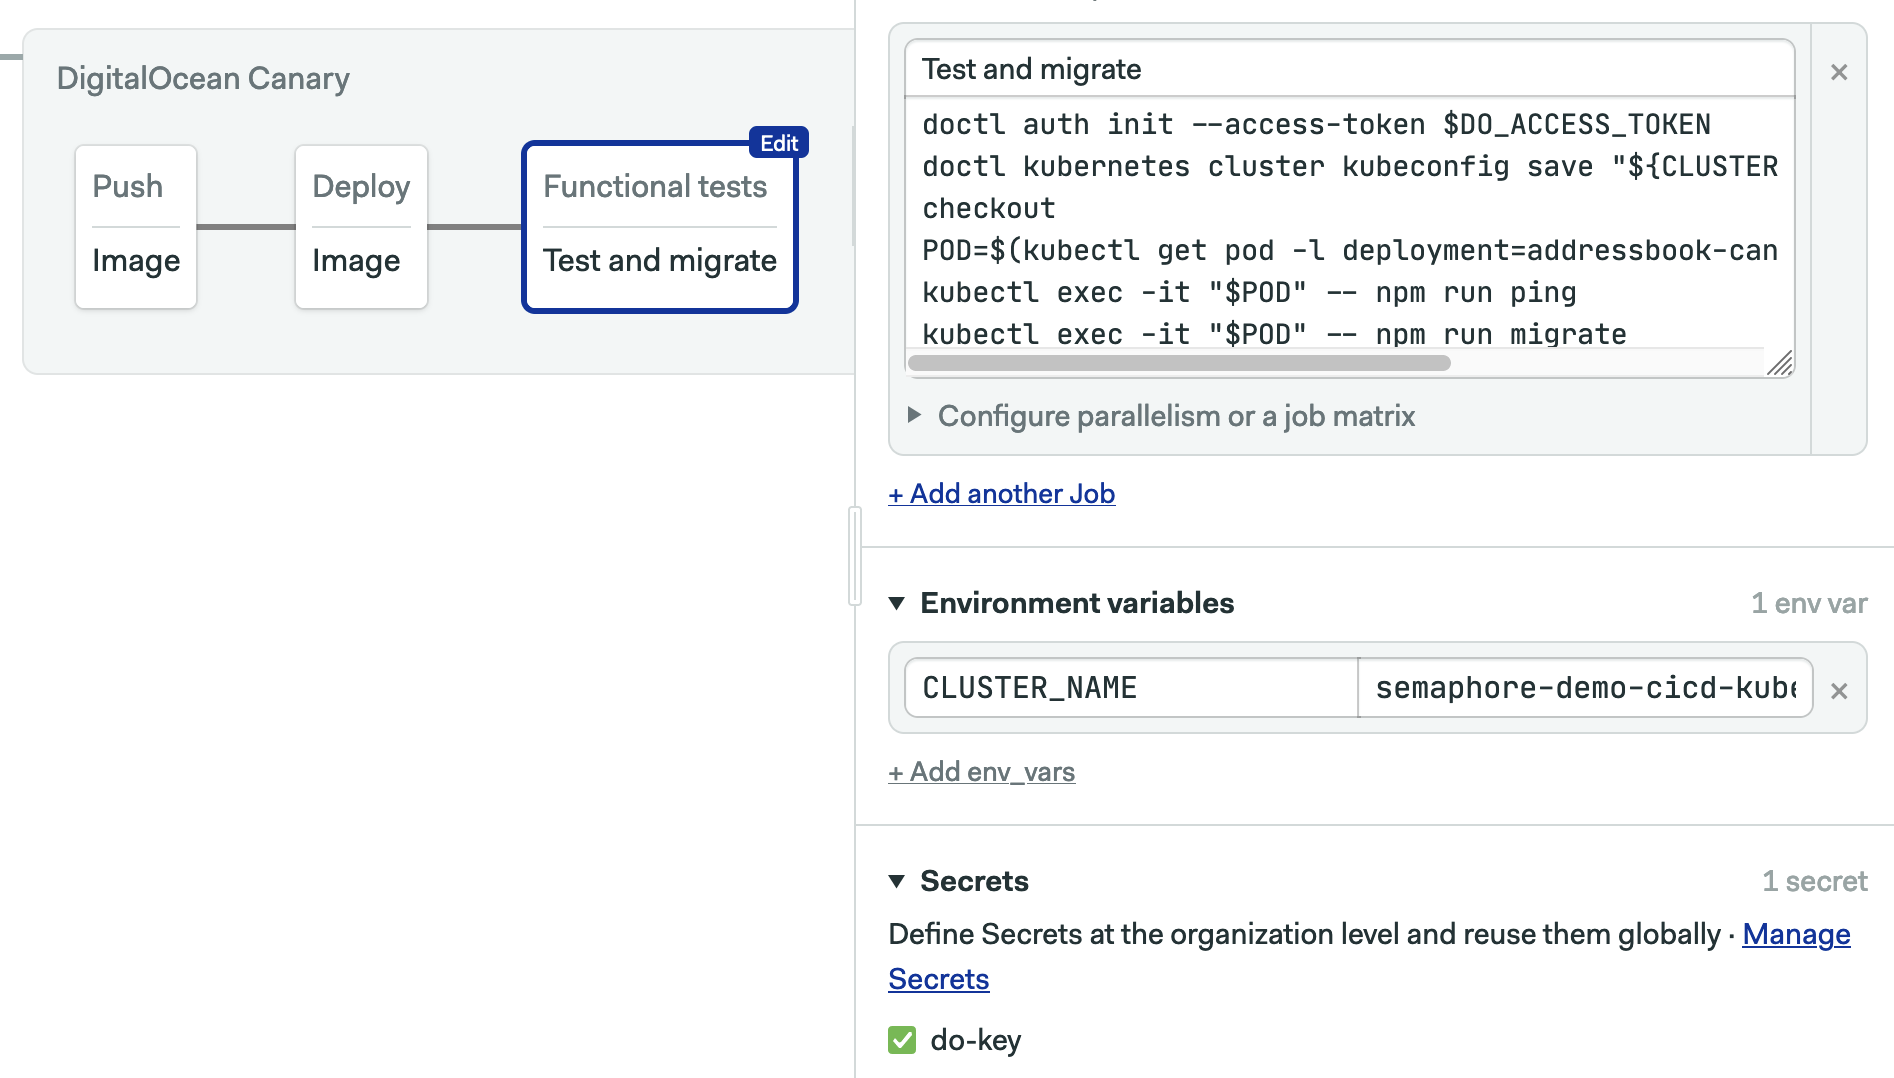 DigitalOcean Canary
Push
Image
Deploy
Image
Edit
Functional tests
Test and migrate
Test and migrate
doctl auth init --access-token $DO_ACCESS_TOKEN
doctl kubernetes cluster kubeconfig save "${CLUSTER
checkout
POD=$(kubectl get pod -l deployment=addressbook-can
kubectl exec -it "$POD" -- npm run ping
kubectl exec -it "$POD" -- npm run migrate
Configure parallelism or a job matrix
+ Add another Job
Environment variables
1 env var
CLUSTER_NAME
semaphore-demo-cicd-kube
+ Add env_vars
Secrets
1 secret
Define Secrets at the organization level and reuse them globally · Manage
Secrets
do-key